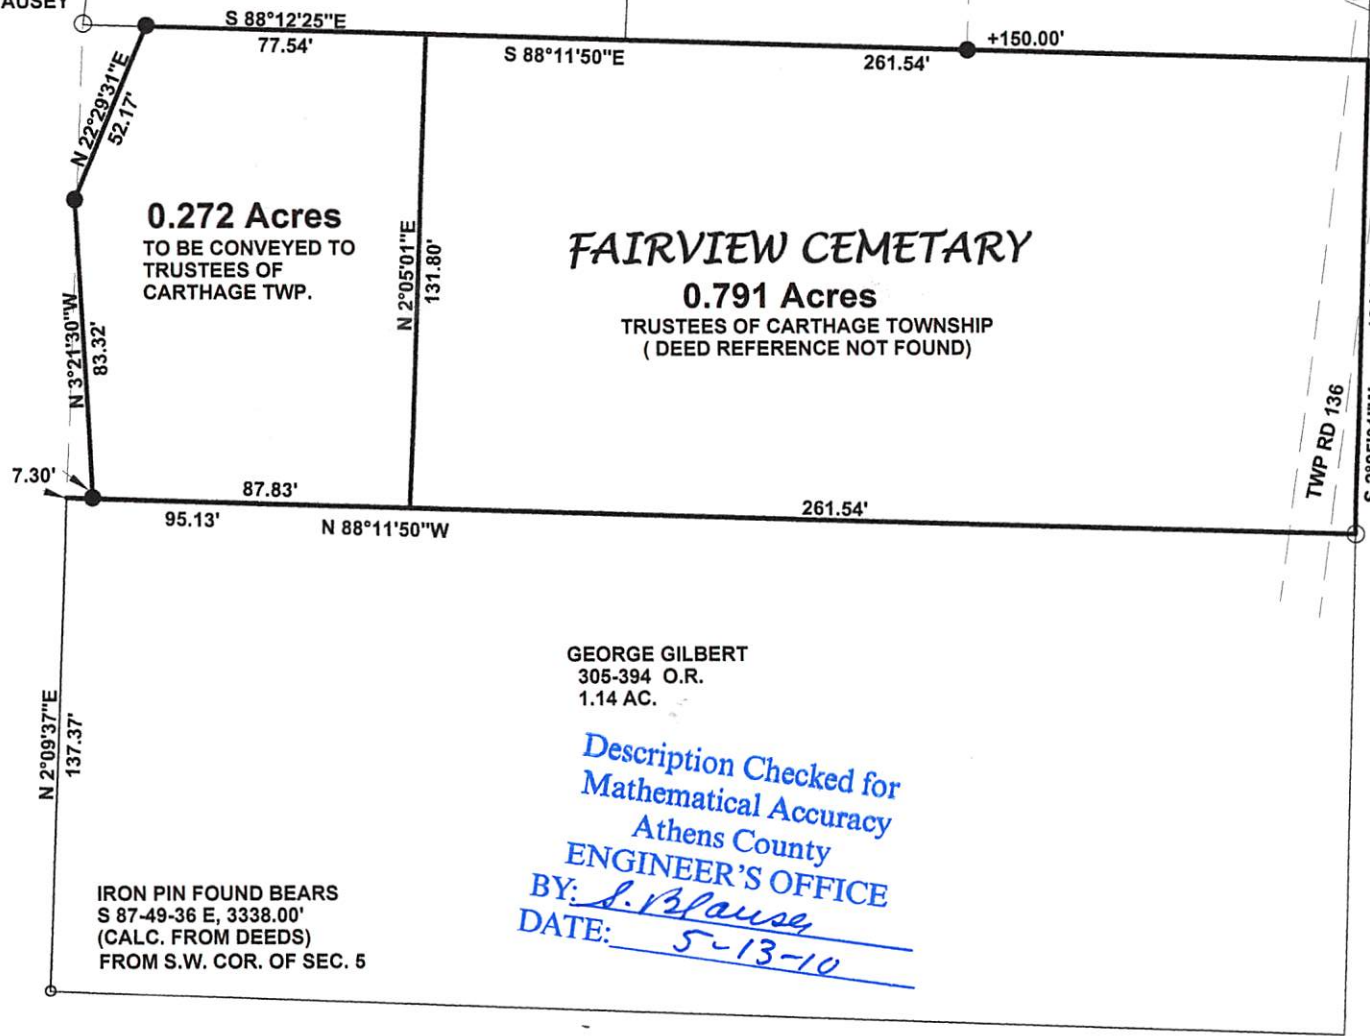 S 88°12'25"E
77.54'
S 88°11'50"E
261.54'
+150.00'
N 22°29'31"E
52.17'
0.272 Acres
TO BE CONVEYED TO
TRUSTEES OF
CARTHAGE TWP.
N 2°05'01"E
131.80'
FAIRVIEW CEMETARY
0.791 Acres
TRUSTEES OF CARTHAGE TOWNSHIP
( DEED REFERENCE NOT FOUND)
N 3°21'30"W
83.32'
TWP RD 136
7.30'
87.83'
95.13'
N 88°11'50"W
261.54'
GEORGE GILBERT
305-394 O.R.
1.14 AC.
N 2°09'37"E
137.37'
Description Checked for
Mathematical Accuracy
Athens County
ENGINEER'S OFFICE
BY: S. Blauser
DATE: 5-13-10
IRON PIN FOUND BEARS
S 87-49-36 E, 3338.00'
(CALC. FROM DEEDS)
FROM S.W. COR. OF SEC. 5